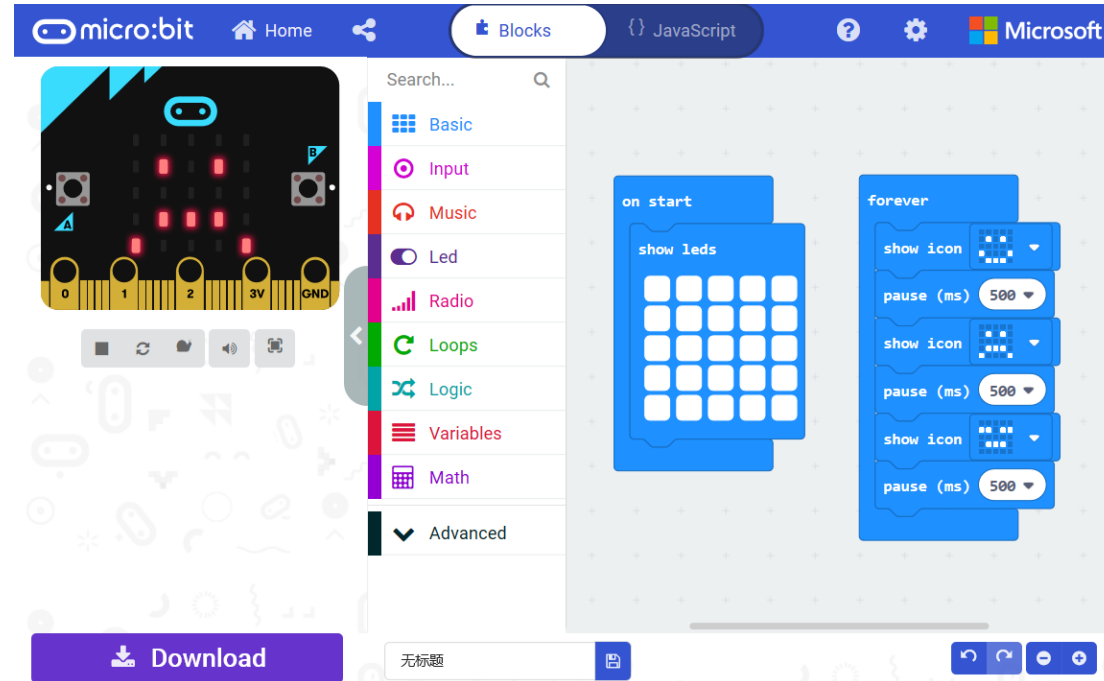 micro:bit Home Blocks {} JavaScript ? Microsoft
Search...
Basic
Input
Music
Led
Radio
Loops
Logic
Variables
Math
Advanced
B
A
0 1 2 3V GND
on start
show leds
forever
show icon
pause (ms) 500
show icon
pause (ms) 500
show icon
pause (ms) 500
Download
无标题